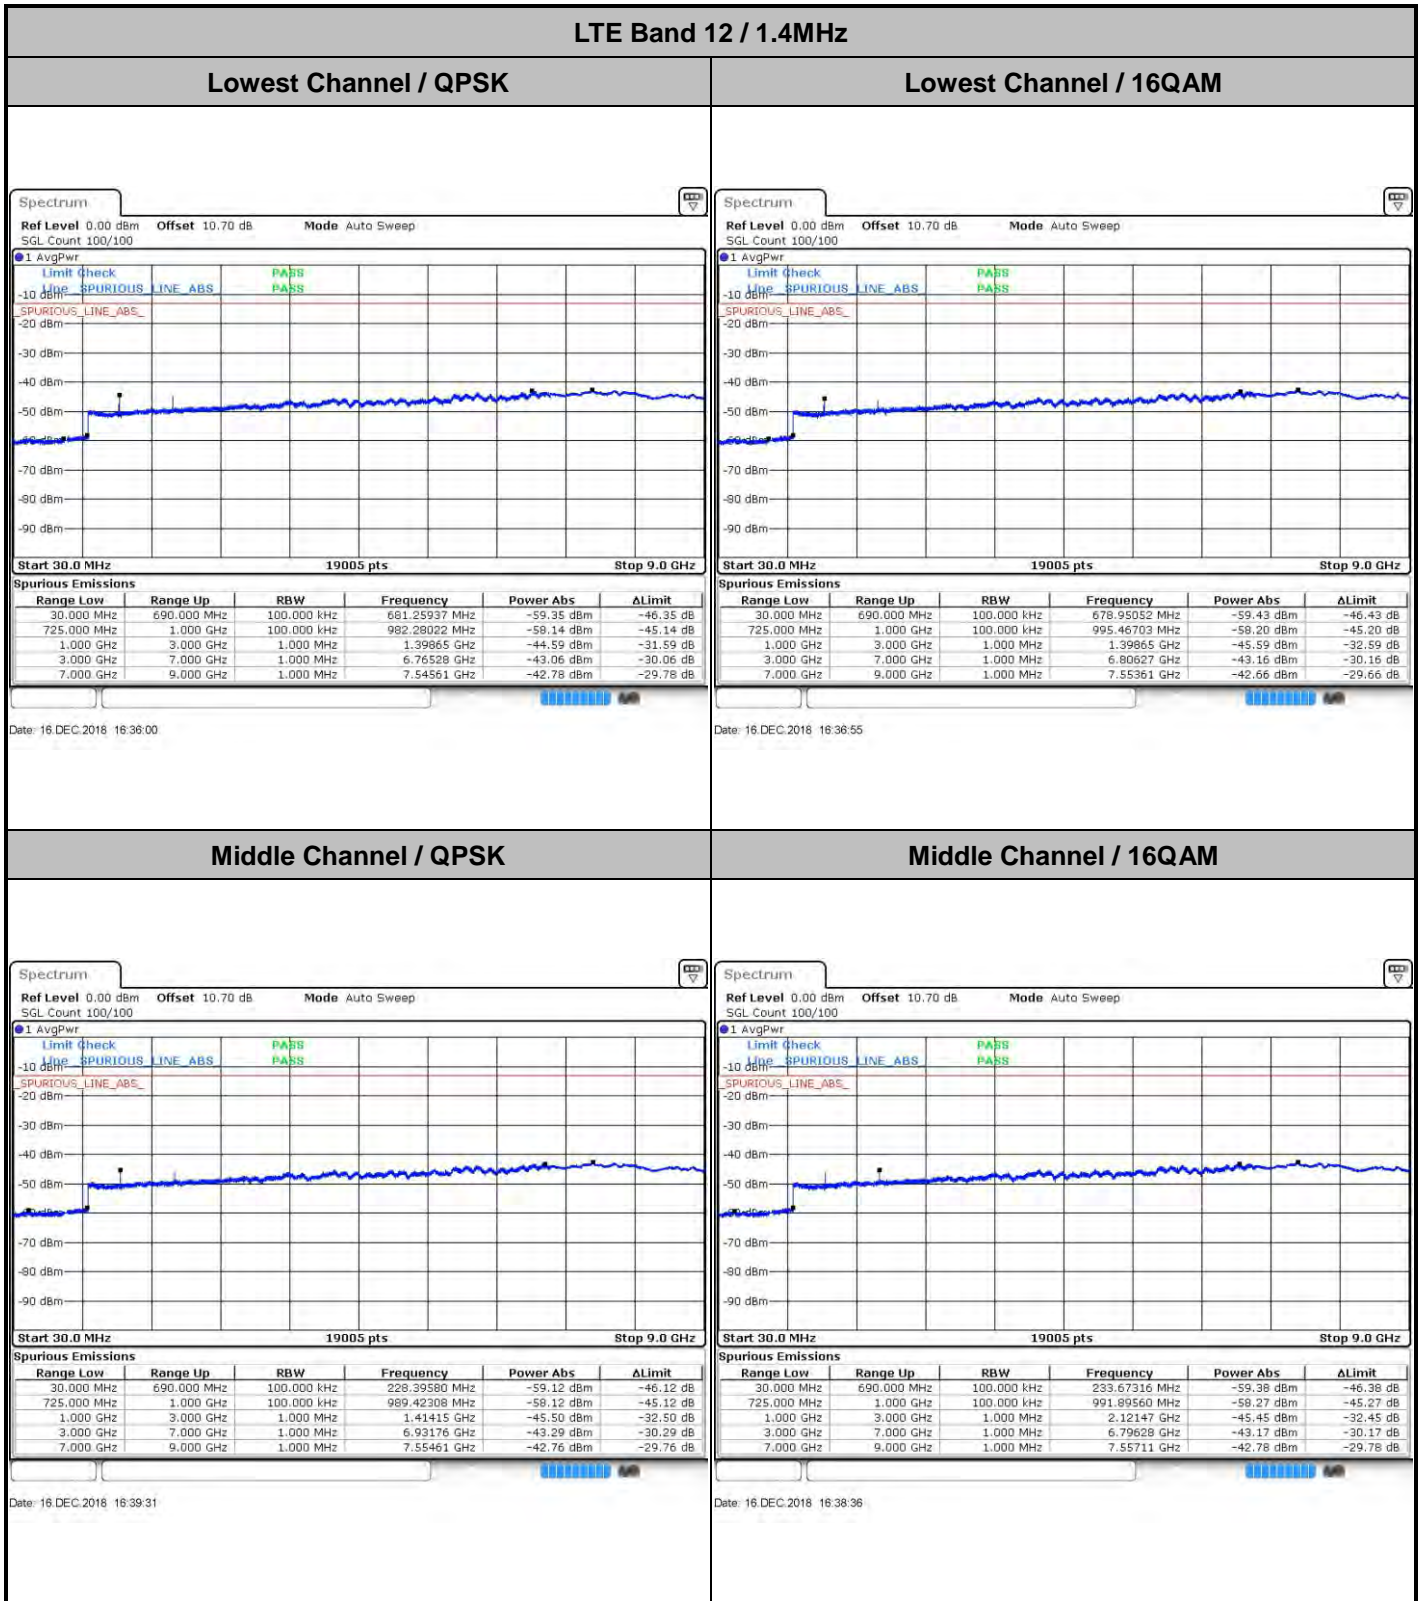 LTE Band 12 / 1.4MHz
Lowest Channel / QPSK
Lowest Channel / 16QAM
Spectrum
Ref Level 0.00 dBm Offset 10.70 dB Mode Auto Sweep
SGL Count 100/100
1 AvgPwr
Limit Check PASS
Line _SPURIOUS_LINE_ABS_ PASS
-10 dBm
_SPURIOUS_LINE_ABS_
-20 dBm
-30 dBm
-40 dBm
-50 dBm
-60 dBm
-70 dBm
-80 dBm
-90 dBm
Start 30.0 MHz 19005 pts Stop 9.0 GHz
Spurious Emissions
Range Low Range Up RBW Frequency Power Abs ΔLimit
30.000 MHz 690.000 MHz 100.000 kHz 681.25937 MHz -59.35 dBm -46.35 dB
725.000 MHz 1.000 GHz 100.000 kHz 982.28022 MHz -58.14 dBm -45.14 dB
1.000 GHz 3.000 GHz 1.000 MHz 1.39865 GHz -44.59 dBm -31.59 dB
3.000 GHz 7.000 GHz 1.000 MHz 6.76528 GHz -43.06 dBm -30.06 dB
7.000 GHz 9.000 GHz 1.000 MHz 7.54561 GHz -42.78 dBm -29.78 dB
Date: 16.DEC.2018 16:36:00
Spectrum
Ref Level 0.00 dBm Offset 10.70 dB Mode Auto Sweep
SGL Count 100/100
1 AvgPwr
Limit Check PASS
Line _SPURIOUS_LINE_ABS_ PASS
-10 dBm
_SPURIOUS_LINE_ABS_
-20 dBm
-30 dBm
-40 dBm
-50 dBm
-60 dBm
-70 dBm
-80 dBm
-90 dBm
Start 30.0 MHz 19005 pts Stop 9.0 GHz
Spurious Emissions
Range Low Range Up RBW Frequency Power Abs ΔLimit
30.000 MHz 690.000 MHz 100.000 kHz 678.95052 MHz -59.43 dBm -46.43 dB
725.000 MHz 1.000 GHz 100.000 kHz 995.46703 MHz -58.20 dBm -45.20 dB
1.000 GHz 3.000 GHz 1.000 MHz 1.39865 GHz -45.59 dBm -32.59 dB
3.000 GHz 7.000 GHz 1.000 MHz 6.80627 GHz -43.16 dBm -30.16 dB
7.000 GHz 9.000 GHz 1.000 MHz 7.55361 GHz -42.66 dBm -29.66 dB
Date: 16.DEC.2018 16:36:55
Middle Channel / QPSK
Middle Channel / 16QAM
Spectrum
Ref Level 0.00 dBm Offset 10.70 dB Mode Auto Sweep
SGL Count 100/100
1 AvgPwr
Limit Check PASS
Line _SPURIOUS_LINE_ABS_ PASS
-10 dBm
_SPURIOUS_LINE_ABS_
-20 dBm
-30 dBm
-40 dBm
-50 dBm
-60 dBm
-70 dBm
-80 dBm
-90 dBm
Start 30.0 MHz 19005 pts Stop 9.0 GHz
Spurious Emissions
Range Low Range Up RBW Frequency Power Abs ΔLimit
30.000 MHz 690.000 MHz 100.000 kHz 228.39580 MHz -59.12 dBm -46.12 dB
725.000 MHz 1.000 GHz 100.000 kHz 989.42308 MHz -58.12 dBm -45.12 dB
1.000 GHz 3.000 GHz 1.000 MHz 1.41415 GHz -45.50 dBm -32.50 dB
3.000 GHz 7.000 GHz 1.000 MHz 6.93176 GHz -43.29 dBm -30.29 dB
7.000 GHz 9.000 GHz 1.000 MHz 7.55461 GHz -42.76 dBm -29.76 dB
Date: 16.DEC.2018 16:39:31
Spectrum
Ref Level 0.00 dBm Offset 10.70 dB Mode Auto Sweep
SGL Count 100/100
1 AvgPwr
Limit Check PASS
Line _SPURIOUS_LINE_ABS_ PASS
-10 dBm
_SPURIOUS_LINE_ABS_
-20 dBm
-30 dBm
-40 dBm
-50 dBm
-60 dBm
-70 dBm
-80 dBm
-90 dBm
Start 30.0 MHz 19005 pts Stop 9.0 GHz
Spurious Emissions
Range Low Range Up RBW Frequency Power Abs ΔLimit
30.000 MHz 690.000 MHz 100.000 kHz 233.67316 MHz -59.38 dBm -46.38 dB
725.000 MHz 1.000 GHz 100.000 kHz 991.89560 MHz -58.27 dBm -45.27 dB
1.000 GHz 3.000 GHz 1.000 MHz 2.12147 GHz -45.45 dBm -32.45 dB
3.000 GHz 7.000 GHz 1.000 MHz 6.79628 GHz -43.17 dBm -30.17 dB
7.000 GHz 9.000 GHz 1.000 MHz 7.55711 GHz -42.78 dBm -29.78 dB
Date: 16.DEC.2018 16:38:36